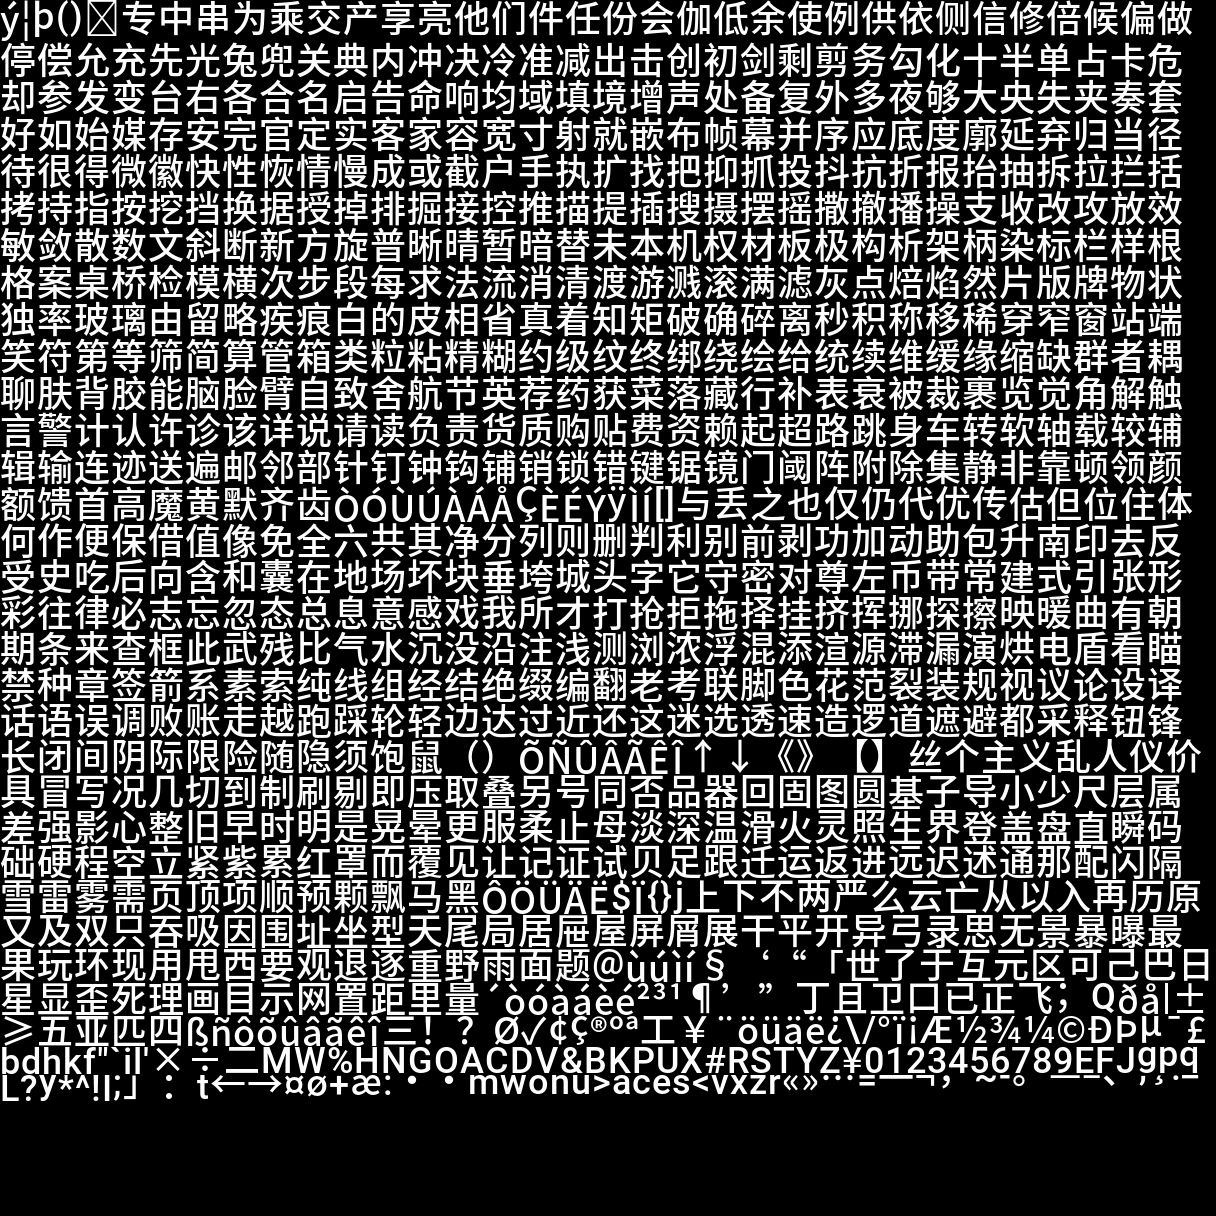 ý¦þ()专中串为乘交产享亮他们件任份会伽低余使例供依侧信修倍候偏做
停偿允充先光兔兜关典内冲决冷准减出击创初剑剩剪务勾化十半单占卡危
却参发变台右各合名启告命响均域填境增声处备复外多夜够大央失夹奏套
好如始媒存安完官定实客家容宽寸射就嵌布帧幕并序应底度廓延弃归当径
待很得微徽快性恢情慢成或截户手执扩找把抑抓投抖抗折报抬抽拆拉拦括
拷持指按挖挡换据授掉排掘接控推描提插搜摄摆摇撒撤播操支收改攻放效
敏敛散数文斜断新方旋普晰晴暂暗替未本机权材板极构析架柄染标栏样根
格案桌桥检模横次步段每求法流消清渡游溅滚满滤灰点焙焰然片版牌物状
独率玻璃由留略疾痕白的皮相省真着知矩破确碎离秒积称移稀穿窄窗站端
笑符第等筛简算管箱类粒粘精糊约级纹终绑绕绘给统续维缓缘缩缺群者耦
聊肤背胶能脑脸臂自致舍航节英荐药获菜落藏行补表衰被裁裹览觉角解触
言警计认许诊该详说请读负责货质购贴费资赖起超路跳身车转软轴载较辅
辑输连迹送遍邮邻部针钉钟钩铺销锁错键锯镜门阈阵附除集静非靠顿领颜
额馈首高魔黄默齐齿ÒÓÙÚÀÁÅÇÈÉÝÿìí[]与丢之也仅仍代优传估但位住体
何作便保借值像免全六共其净分列则删判利别前剥功加动助包升南印去反
受史吃后向含和囊在地场坏块垂垮城头字它守密对尊左币带常建式引张形
彩往律必志忘忽态总息意感戏我所才打抢拒拖择挂挤挥挪探擦映暖曲有朝
期条来查框此武残比气水沉没沿注浅测浏浓浮混添渲源滞漏演烘电盾看瞄
禁种章签箭系素索纯线组经结绝缀编翻老考联脚色花范裂装规视议论设译
话语误调败账走越跑踩轮轻边达过近还这迷选透速造逻道遮避都采释钮锋
长闭间阴际限险随隐须饱鼠（）ÕÑÛÂÃÊÎ↑↓《》【】丝个主义乱人仪价
具冒写况几切到制刷剔即压取叠另号同否品器回固图圆基子导小少尺层属
差强影心整旧早时明是晃晕更服柔止母淡深温滑火灵照生界登盖盘直瞬码
础硬程空立紧紫累红罩而覆见让记证试贝足跟迁运返进远迟述通那配闪隔
雪雷雾需页顶项顺预颗飘马黑ÔÖÜÄË$Ï{}j上下不两严么云亡从以入再历原
又及双只吞吸因围址坐型天尾局居屉屋屏屑展干平开异弓录思无景暴曝最
果玩环现用甩西要观退逐重野雨面题@ùúìí§‘“「世了于互元区可己巴日
星显歪死理画目示网置距里量´òóàáèé²³¹¶’”丁且卫口已正飞；Qðå|±
≥五亚匹四ßñôõûâãêî三！？Ø✓¢ç®ºª工￥¨öüäë¿\/°ïi¡Æ½¾¼©ÐÞµ¯£
bdhkf"`il'×÷二MW%HNGOACDV&BKPUX#RSTYZ¥0123456789EFJgpq
L?y*^!|;」：t←→¤ø+æ:·•mwonu>aces<vxzr«»…=一¬，~-。—–、’¸·-